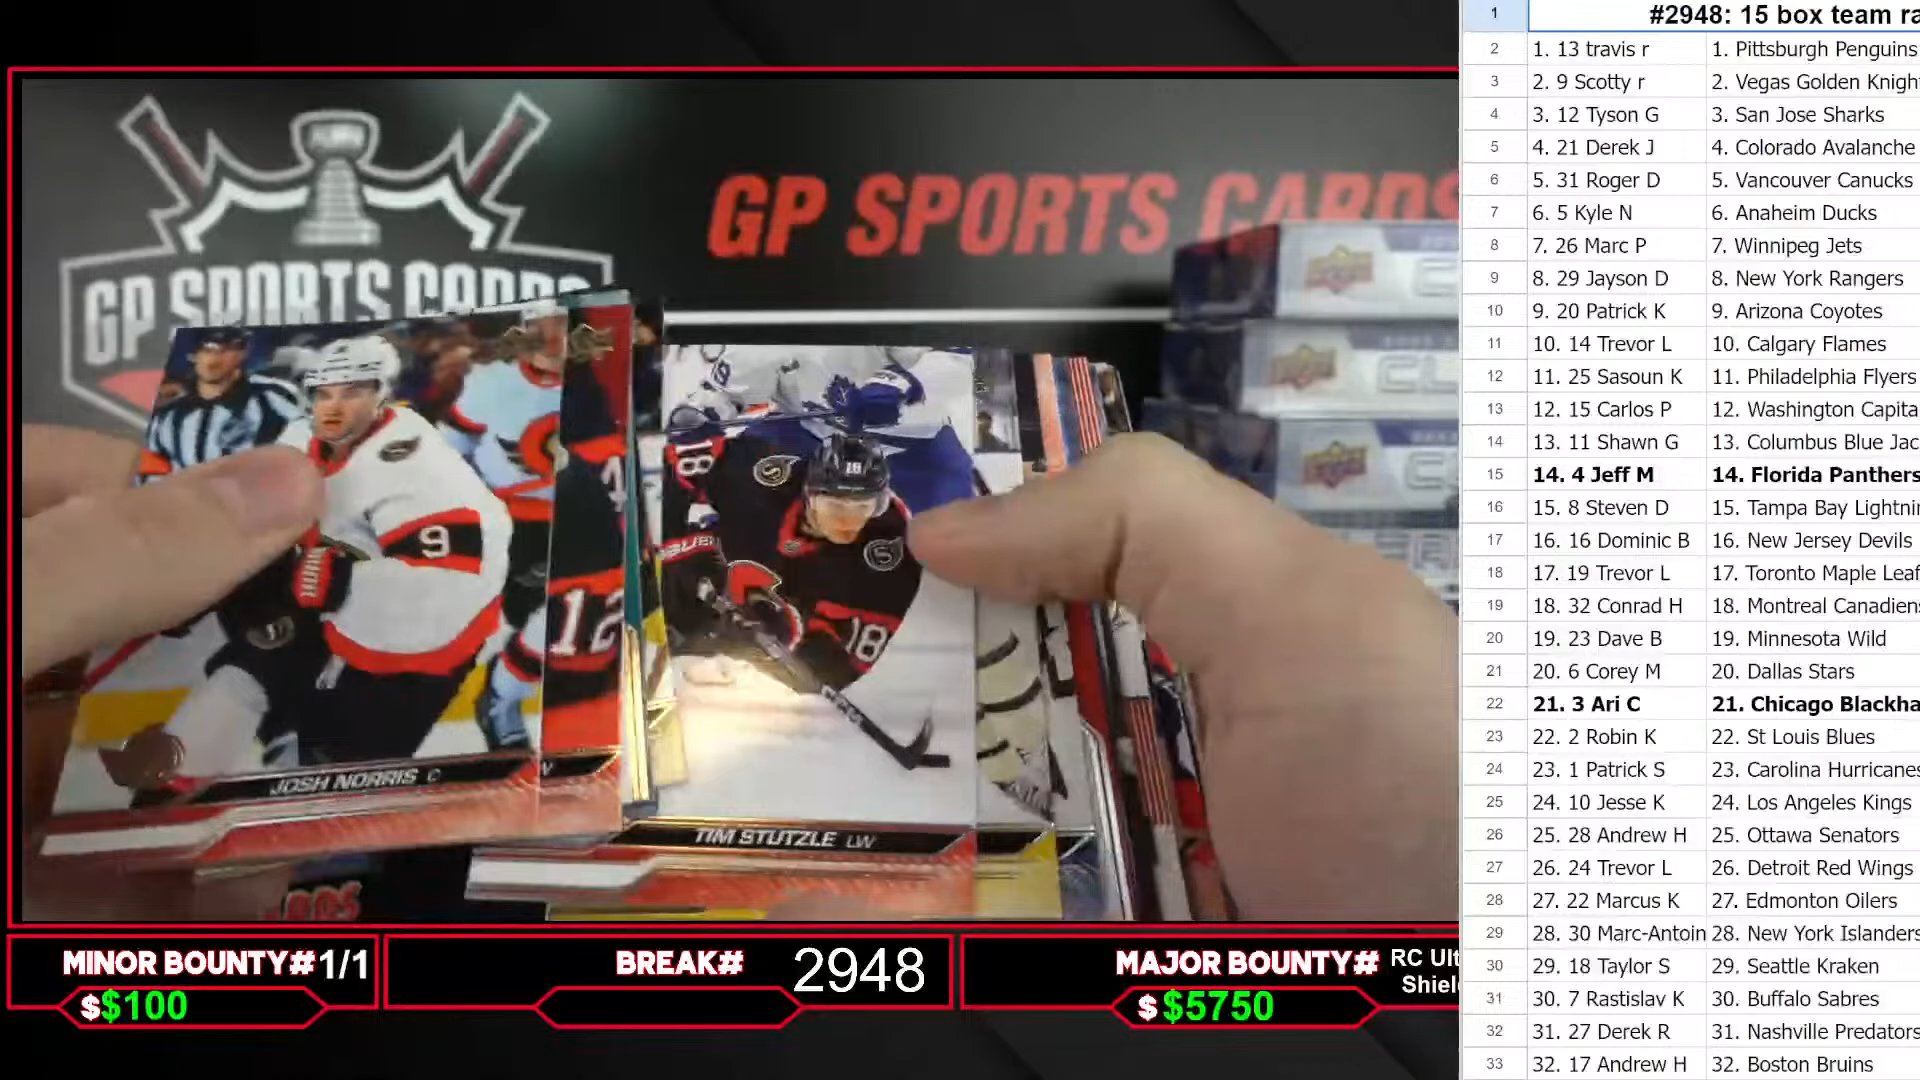 GP SPORTS CARDS
GP SPORTS CARDS
9
12
18
18
18
JOSH NORRIS C
TIM STUTZLE LW
MINOR BOUNTY# 1/1
$$100
BREAK# 2948
MAJOR BOUNTY# RC Ult
Shiel
$ $5750
1 #2948: 15 box team ra
2 1. 13 travis r 1. Pittsburgh Penguins
3 2. 9 Scotty r 2. Vegas Golden Knigh
4 3. 12 Tyson G 3. San Jose Sharks
5 4. 21 Derek J 4. Colorado Avalanche
6 5. 31 Roger D 5. Vancouver Canucks
7 6. 5 Kyle N 6. Anaheim Ducks
8 7. 26 Marc P 7. Winnipeg Jets
9 8. 29 Jayson D 8. New York Rangers
10 9. 20 Patrick K 9. Arizona Coyotes
11 10. 14 Trevor L 10. Calgary Flames
12 11. 25 Sasoun K 11. Philadelphia Flyers
13 12. 15 Carlos P 12. Washington Capita
14 13. 11 Shawn G 13. Columbus Blue Jac
15 14. 4 Jeff M 14. Florida Panthers
16 15. 8 Steven D 15. Tampa Bay Lightni
17 16. 16 Dominic B 16. New Jersey Devils
18 17. 19 Trevor L 17. Toronto Maple Leaf
19 18. 32 Conrad H 18. Montreal Canadiens
20 19. 23 Dave B 19. Minnesota Wild
21 20. 6 Corey M 20. Dallas Stars
22 21. 3 Ari C 21. Chicago Blackha
23 22. 2 Robin K 22. St Louis Blues
24 23. 1 Patrick S 23. Carolina Hurricanes
25 24. 10 Jesse K 24. Los Angeles Kings
26 25. 28 Andrew H 25. Ottawa Senators
27 26. 24 Trevor L 26. Detroit Red Wings
28 27. 22 Marcus K 27. Edmonton Oilers
29 28. 30 Marc-Antoin 28. New York Islanders
30 29. 18 Taylor S 29. Seattle Kraken
31 30. 7 Rastislav K 30. Buffalo Sabres
32 31. 27 Derek R 31. Nashville Predators
33 32. 17 Andrew H 32. Boston Bruins